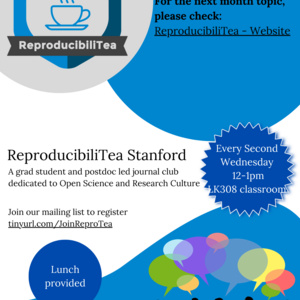 For the next month topic,
please check:
ReproducibiliTea - Website
ReproducibiliTea
ReproducibiliTea Stanford
A grad student and postdoc led journal club
dedicated to Open Science and Research Culture
Every Second
Wednesday
12-1pm
LK308 classroom
Join our mailing list to register
tinyurl.com/JoinReproTea
Lunch
provided